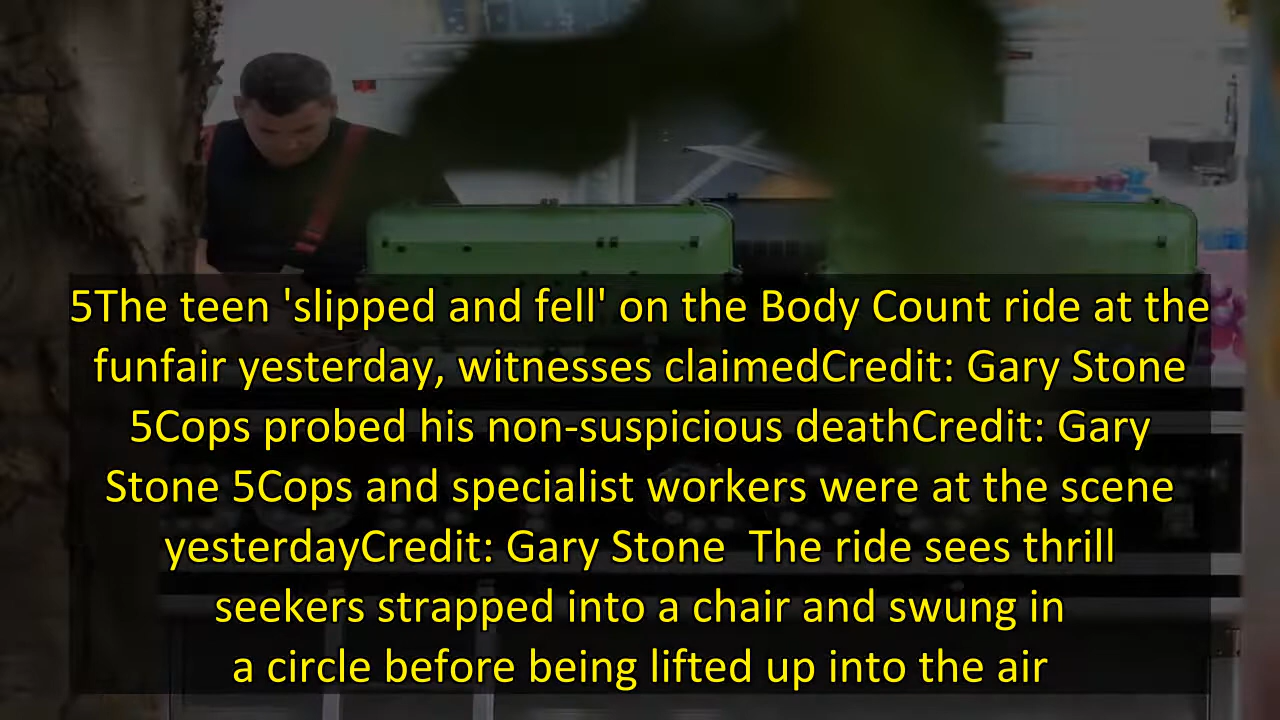 5The teen 'slipped and fell' on the Body Count ride at the
funfair yesterday, witnesses claimedCredit: Gary Stone
5Cops probed his non-suspicious deathCredit: Gary
Stone 5Cops and specialist workers were at the scene
yesterdayCredit: Gary Stone  The ride sees thrill
seekers strapped into a chair and swung in
a circle before being lifted up into the air